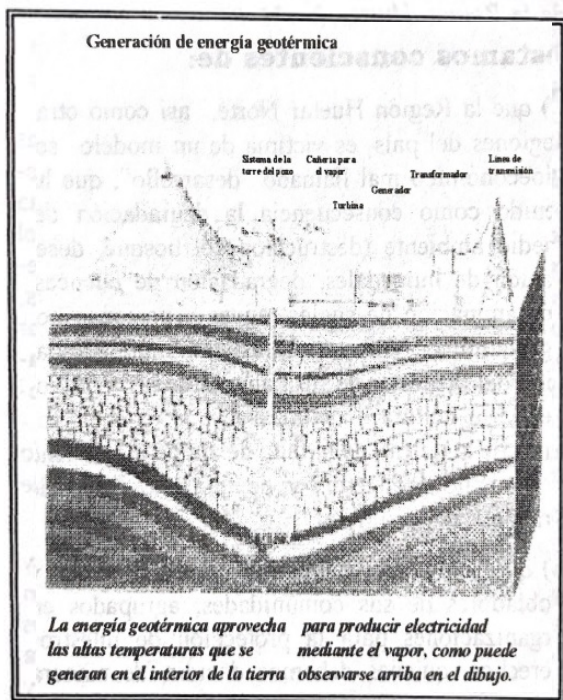 Generación de energía geotérmica
Sistema de la torre del pozo
Cañería para el vapor
Turbina
Generador
Transformador
Línea de transmisión
La energía geotérmica aprovecha
las altas temperaturas que se
generan en el interior de la tierra
para producir electricidad
mediante el vapor, como puede
observarse arriba en el dibujo.